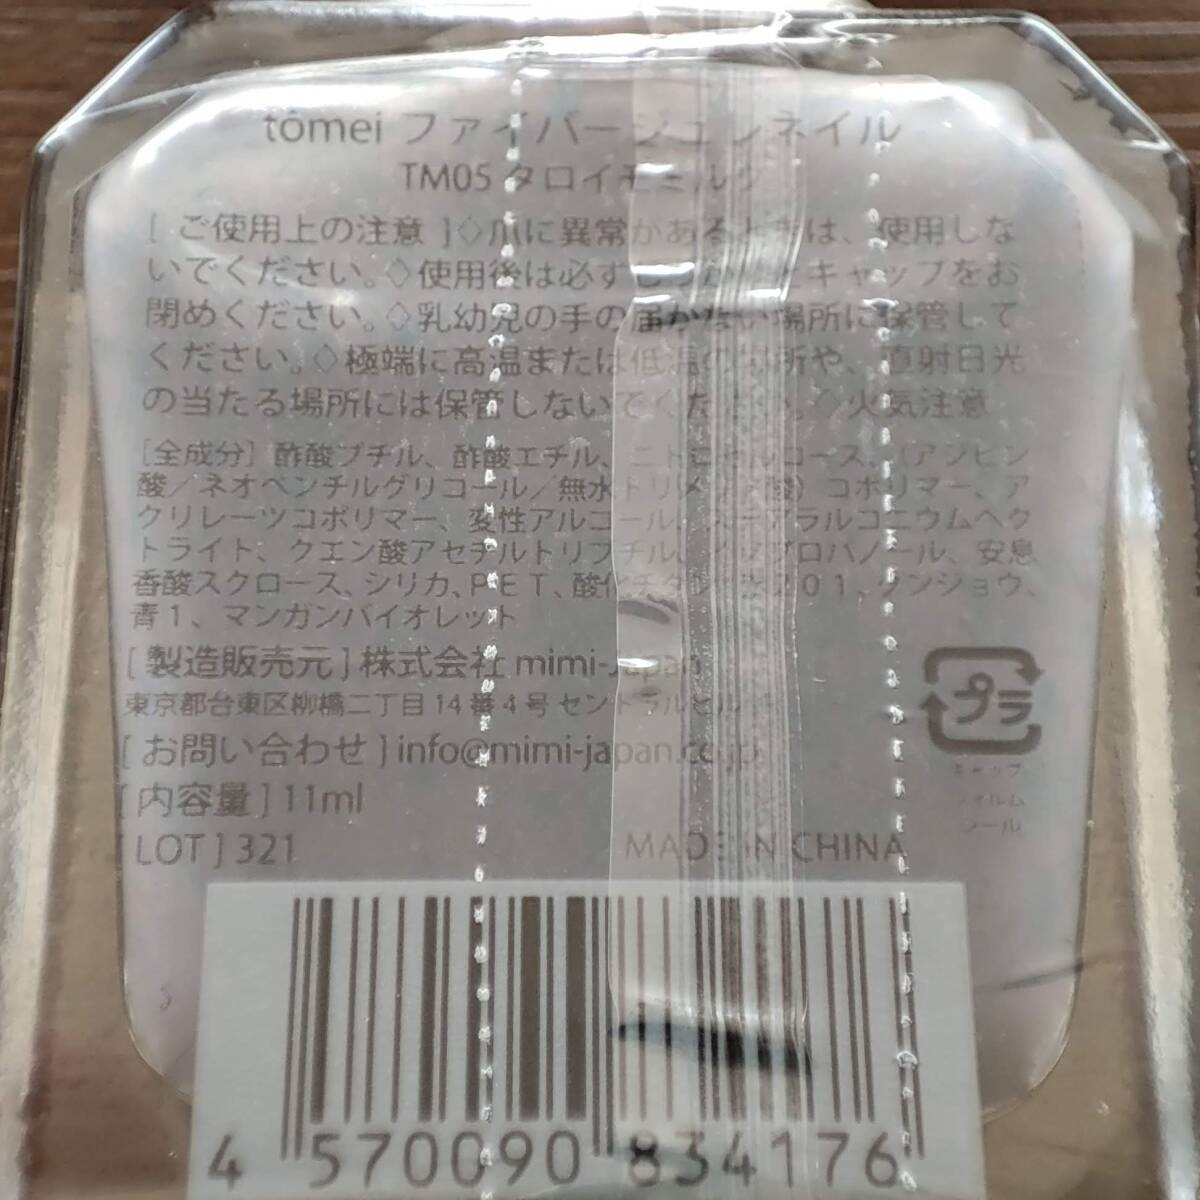 tomei ファイバージェルネイル
TM05 タロイモミルク
[ ご使用上の注意 ]◇爪に異常があるときは、使用しな
いでください。◇使用後は必ずしっかりとキャップをお
閉めください。◇乳幼児の手の届かない場所に保管して
ください。◇極端に高温または低温の場所や、直射日光
の当たる場所には保管しないでください。◇火気注意
[全成分] 酢酸ブチル、酢酸エチル、ニトロセルロース、(アジピン
酸／ネオペンチルグリコール／無水トリメリト酸) コポリマー、ア
クリレーツコポリマー、変性アルコール、ステアラルコニウムヘク
トライト、クエン酸アセチルトリブチル、イソプロパノール、安息
香酸スクロース、シリカ、PET、酸化チタン、赤201、グンジョウ、
青1、マンガンバイオレット
[ 製造販売元 ] 株式会社 mimi-japan
東京都台東区柳橋二丁目14番4号 セントラルビル
[ お問い合わせ ] info@mimi-japan.co.jp
[ 内容量 ] 11ml
[ LOT ] 321
MADE IN CHINA
プラ
キャップ
フィルム
シール
4 570090 834176